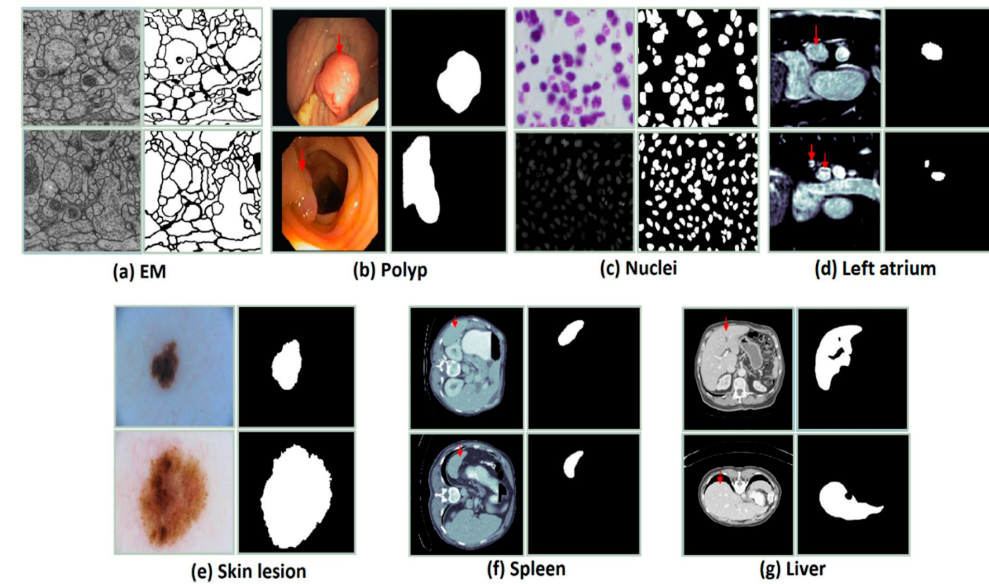 (a) EM
(b) Polyp
(c) Nuclei
(d) Left atrium
(e) Skin lesion
(f) Spleen
(g) Liver